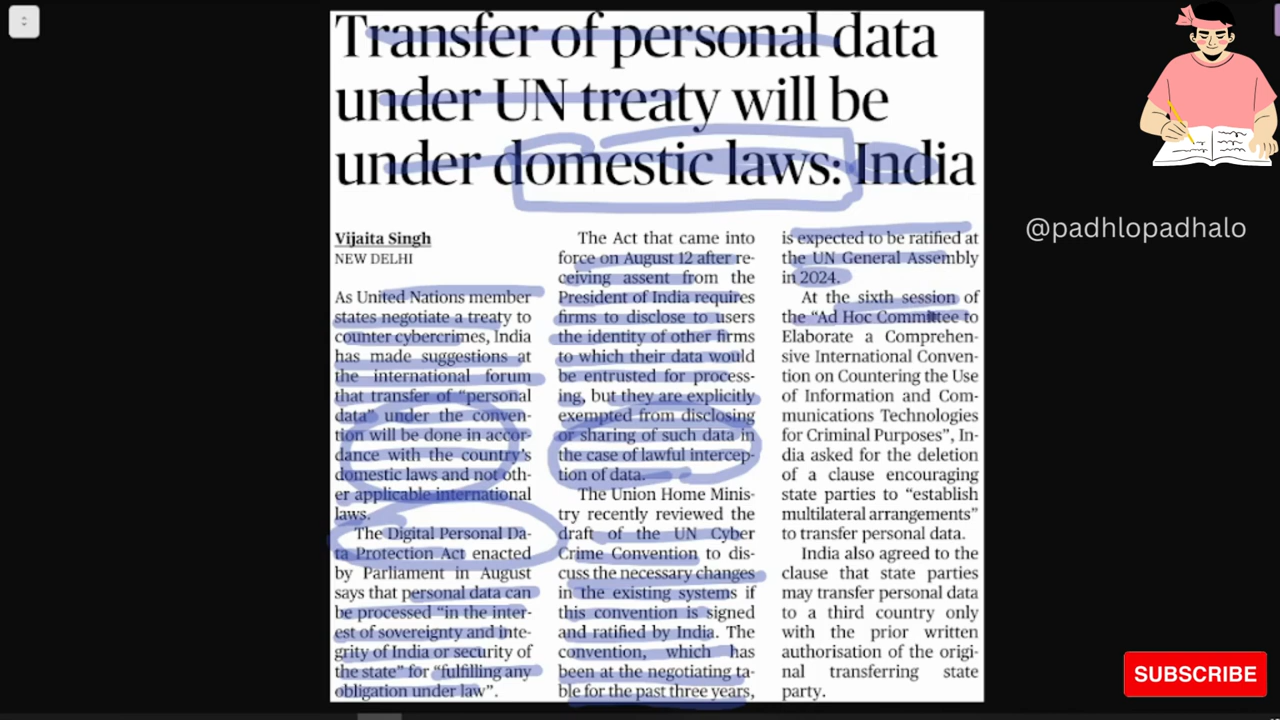 Transfer of personal data
under UN treaty will be
under domestic laws: India
Vijaita Singh
NEW DELHI
As United Nations member
states negotiate a treaty to
counter cybercrimes, India
has made suggestions at
the international forum
that transfer of “personal
data” under the conven-
tion will be done in accor-
dance with the country’s
domestic laws and not oth-
er applicable international
laws.
The Digital Personal Da-
ta Protection Act enacted
by Parliament in August
says that personal data can
be processed “in the inter-
est of sovereignty and inte-
grity of India or security of
the state” for “fulfilling any
obligation under law”.
The Act that came into
force on August 12 after re-
ceiving assent from the
President of India requires
firms to disclose to users
the identity of other firms
to which their data would
be entrusted for process-
ing, but they are explicitly
exempted from disclosing
or sharing of such data in
the case of lawful intercep-
tion of data.
The Union Home Minis-
try recently reviewed the
draft of the UN Cyber
Crime Convention to dis-
cuss the necessary changes
in the existing systems if
this convention is signed
and ratified by India. The
convention, which has
been at the negotiating ta-
ble for the past three years,
is expected to be ratified at
the UN General Assembly
in 2024.
At the sixth session of
the “Ad Hoc Committee to
Elaborate a Comprehen-
sive International Conven-
tion on Countering the Use
of Information and Com-
munications Technologies
for Criminal Purposes”, In-
dia asked for the deletion
of a clause encouraging
state parties to “establish
multilateral arrangements”
to transfer personal data.
India also agreed to the
clause that state parties
may transfer personal data
to a third country only
with the prior written
authorisation of the origi-
nal transferring state
party.
@padhlopadhalo
SUBSCRIBE